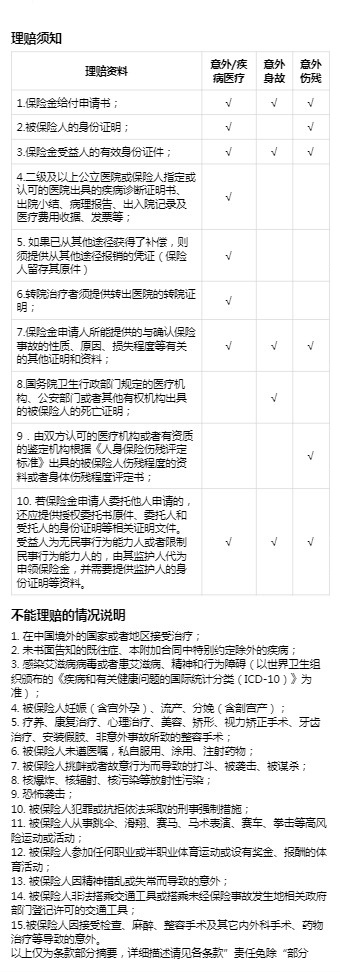 理赔须知
理赔资料
意外/疾
病医疗
意外
身故
意外
伤残
1.保险金给付申请书；
√ √ √
2.被保险人的身份证明；
√ √
3.保险金受益人的有效身份证件；
√ √ √
4.二级及以上公立医院或保险人指定或
认可的医院出具的疾病诊断证明书、
出院小结、病理报告、出入院记录及
医疗费用收据、发票等；
√
5. 如果已从其他途径获得了补偿，则
须提供从其他途径报销的凭证（保险
人留存其原件）
√
6.转院治疗者须提供转出医院的转院证
明；
√
7.保险金申请人所能提供的与确认保险
事故的性质、原因、损失程度等有关
的其他证明和资料；
√ √ √
8.国务院卫生行政部门规定的医疗机
构、公安部门或者其他有权机构出具
的被保险人的死亡证明；
√
9．由双方认可的医疗机构或者有资质
的鉴定机构根据《人身保险伤残评定
标准》出具的被保险人伤残程度的资
料或者身体伤残程度评定书；
√
10. 若保险金申请人委托他人申请的，
还应提供授权委托书原件、委托人和
受托人的身份证明等相关证明文件。
受益人为无民事行为能力人或者限制
民事行为能力人的，由其监护人代为
申领保险金，并需要提供监护人的身
份证明等资料。
√ √ √
不能理赔的情况说明
1. 在中国境外的国家或者地区接受治疗；
2. 未书面告知的既往症、本附加合同中特别约定除外的疾病；
3. 感染艾滋病病毒或者患艾滋病、精神和行为障碍（以世界卫生组
织颁布的《疾病和有关健康问题的国际统计分类（ICD-10）》为
准）；
4. 被保险人妊娠（含宫外孕）、流产、分娩（含剖宫产）；
5. 疗养、康复治疗、心理治疗、美容、矫形、视力矫正手术、牙齿
治疗、安装假肢、非意外事故所致的整容手术；
6. 被保险人未遵医嘱，私自服用、涂用、注射药物；
7. 被保险人挑衅或者故意行为而导致的打斗、被袭击、被谋杀；
8. 核爆炸、核辐射、核污染等放射性污染；
9. 恐怖袭击；
10. 被保险人犯罪或抗拒依法采取的刑事强制措施；
11. 被保险人从事跳伞、滑翔、赛马、马术表演、赛车、拳击等高风
险运动或活动；
12. 被保险人参加任何职业或半职业体育运动或设有奖金、报酬的体
育活动；
13. 被保险人因精神错乱或失常而导致的意外；
14. 被保险人非法搭乘交通工具或搭乘未经保险事故发生地相关政府
部门登记许可的交通工具；
15.被保险人因接受检查、麻醉、整容手术及其它内外科手术、药物
治疗等导致的意外。
以上仅为条款部分摘要，详细描述请见各条款”责任免除“部分